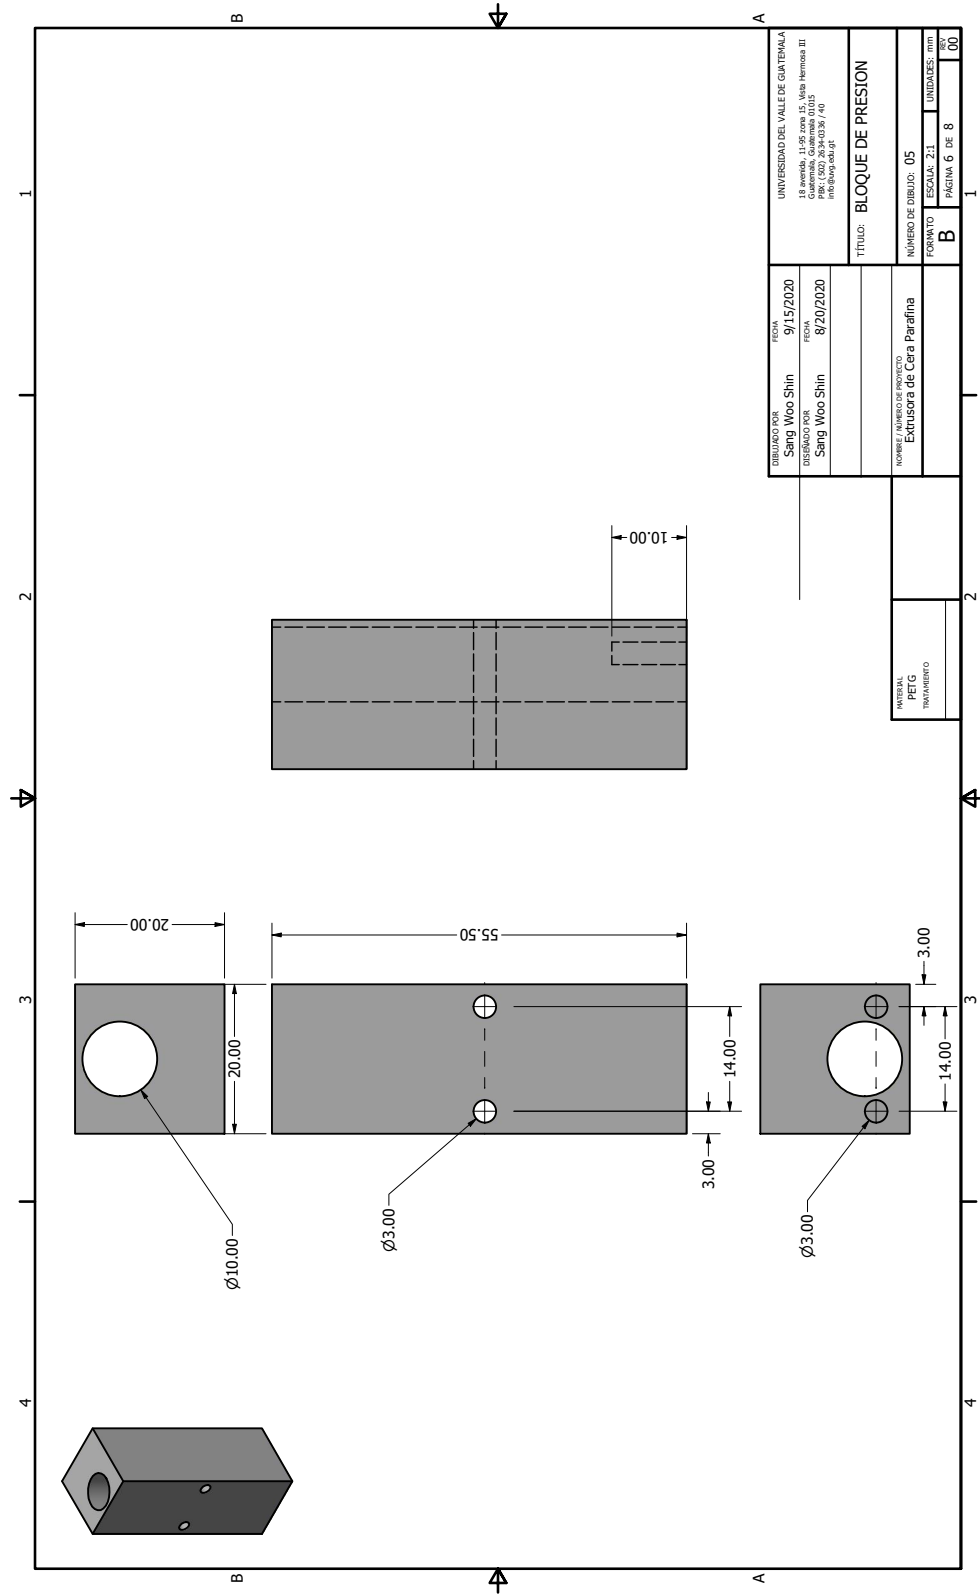 4 3 2 1
B B
20.00
Ø10.00
20.00
Ø3.00
55.50
10.00
3.00
14.00
A A
Ø3.00
3.00
14.00
DIBUJADO POR
Sang Woo Shin
FECHA
9/15/2020
DISEÑADO POR
Sang Woo Shin
FECHA
8/20/2020
UNIVERSIDAD DEL VALLE DE GUATEMALA
18 avenida, 11-95 zona 15, Vista Hermosa III
Guatemala, Guatemala 01015
PBX: (502) 2634-0336 / 40
info@uvg.edu.gt
TÍTULO: BLOQUE DE PRESION
MATERIAL
PETG
TRATAMIENTO
NOMBRE / NÚMERO DE PROYECTO
Extrusora de Cera Parafina
NÚMERO DE DIBUJO: 05
FORMATO
B
ESCALA: 2:1
UNIDADES: mm
PÁGINA 6 DE 8
REV
00
4 3 2 1